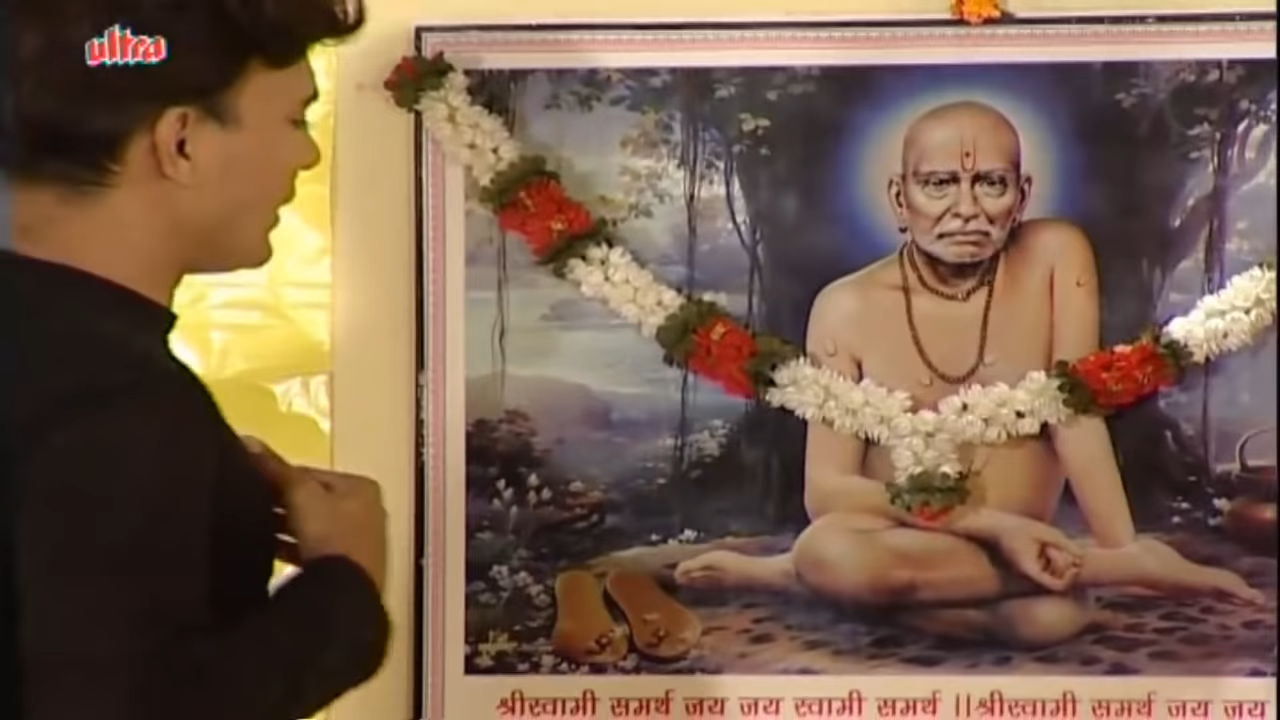 ultra
श्रीस्वामी समर्थ जय जय स्वामी समर्थ ||श्रीस्वामी समर्थ जय जय